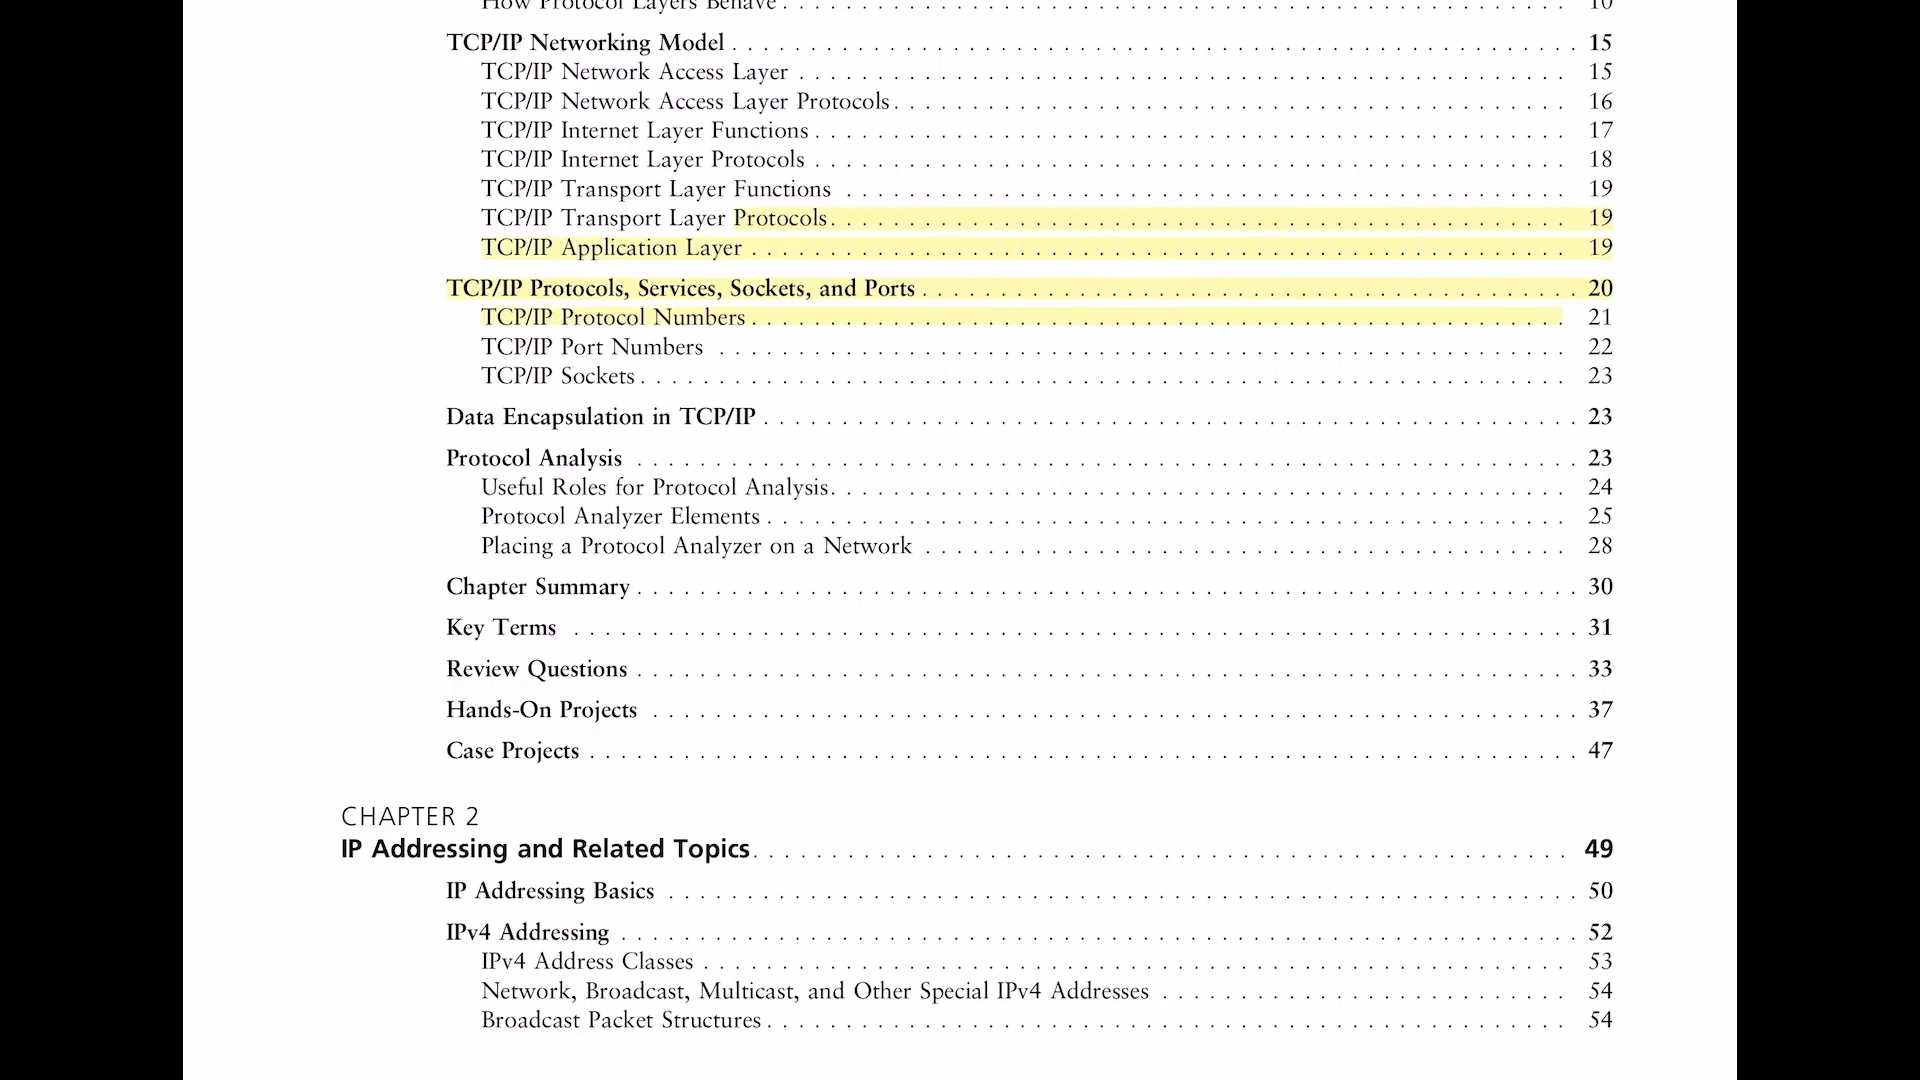 How Protocol Layers Behave . . . . . . . . . . 10
TCP/IP Networking Model . . . . . . . . . . 15
TCP/IP Network Access Layer . . . . . . . . . . 15
TCP/IP Network Access Layer Protocols . . . . . . . . . . 16
TCP/IP Internet Layer Functions . . . . . . . . . . 17
TCP/IP Internet Layer Protocols . . . . . . . . . . 18
TCP/IP Transport Layer Functions . . . . . . . . . . 19
TCP/IP Transport Layer Protocols . . . . . . . . . . 19
TCP/IP Application Layer . . . . . . . . . . 19
TCP/IP Protocols, Services, Sockets, and Ports . . . . . . . . . . 20
TCP/IP Protocol Numbers . . . . . . . . . . 21
TCP/IP Port Numbers . . . . . . . . . . 22
TCP/IP Sockets . . . . . . . . . . 23
Data Encapsulation in TCP/IP . . . . . . . . . . 23
Protocol Analysis . . . . . . . . . . 23
Useful Roles for Protocol Analysis . . . . . . . . . . 24
Protocol Analyzer Elements . . . . . . . . . . 25
Placing a Protocol Analyzer on a Network . . . . . . . . . . 28
Chapter Summary . . . . . . . . . . 30
Key Terms . . . . . . . . . . 31
Review Questions . . . . . . . . . . 33
Hands-On Projects . . . . . . . . . . 37
Case Projects . . . . . . . . . . 47
CHAPTER 2
IP Addressing and Related Topics . . . . . . . . . . 49
IP Addressing Basics . . . . . . . . . . 50
IPv4 Addressing . . . . . . . . . . 52
IPv4 Address Classes . . . . . . . . . . 53
Network, Broadcast, Multicast, and Other Special IPv4 Addresses . . . . . . . . . . 54
Broadcast Packet Structures . . . . . . . . . . 54